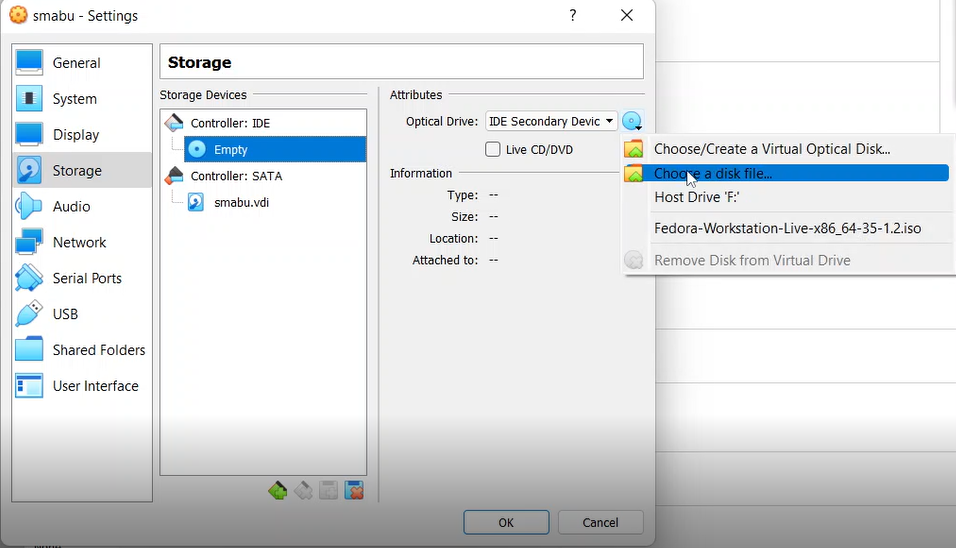 smabu - Settings
?
General
System
Display
Storage
Audio
Network
Serial Ports
USB
Shared Folders
User Interface
Storage
Storage Devices
Controller: IDE
Empty
Controller: SATA
smabu.vdi
Attributes
Optical Drive: IDE Secondary Devic
Live CD/DVD
Information
Type: --
Size: --
Location: --
Attached to: --
Choose/Create a Virtual Optical Disk...
Choose a disk file...
Host Drive 'F:'
Fedora-Workstation-Live-x86_64-35-1.2.iso
Remove Disk from Virtual Drive
OK
Cancel